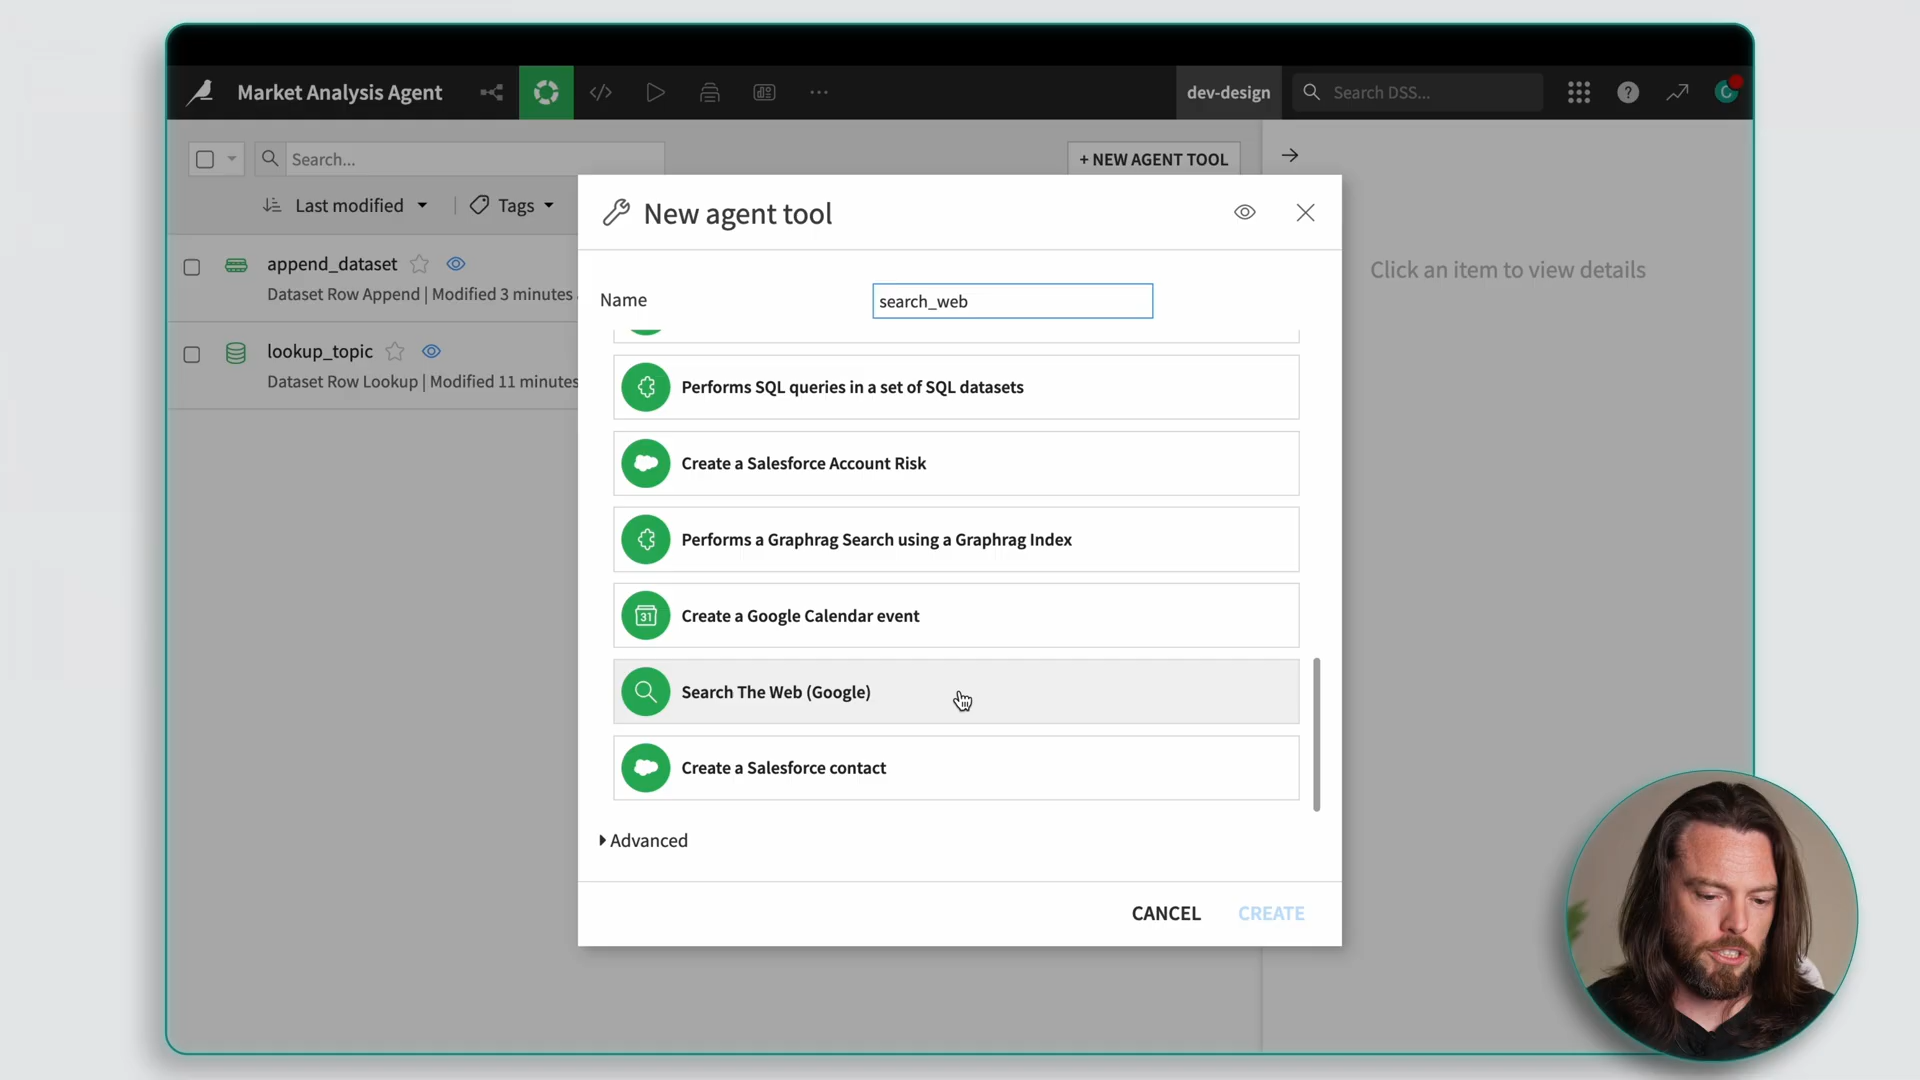 Market Analysis Agent
dev-design
Search DSS...
Search...
+ NEW AGENT TOOL
Last modified
Tags
append_dataset
Dataset Row Append | Modified 3 minutes
lookup_topic
Dataset Row Lookup | Modified 11 minutes
Click an item to view details
New agent tool
Name
search_web
Performs SQL queries in a set of SQL datasets
Create a Salesforce Account Risk
Performs a Graphrag Search using a Graphrag Index
31
Create a Google Calendar event
Search The Web (Google)
Create a Salesforce contact
Advanced
CANCEL
CREATE
C